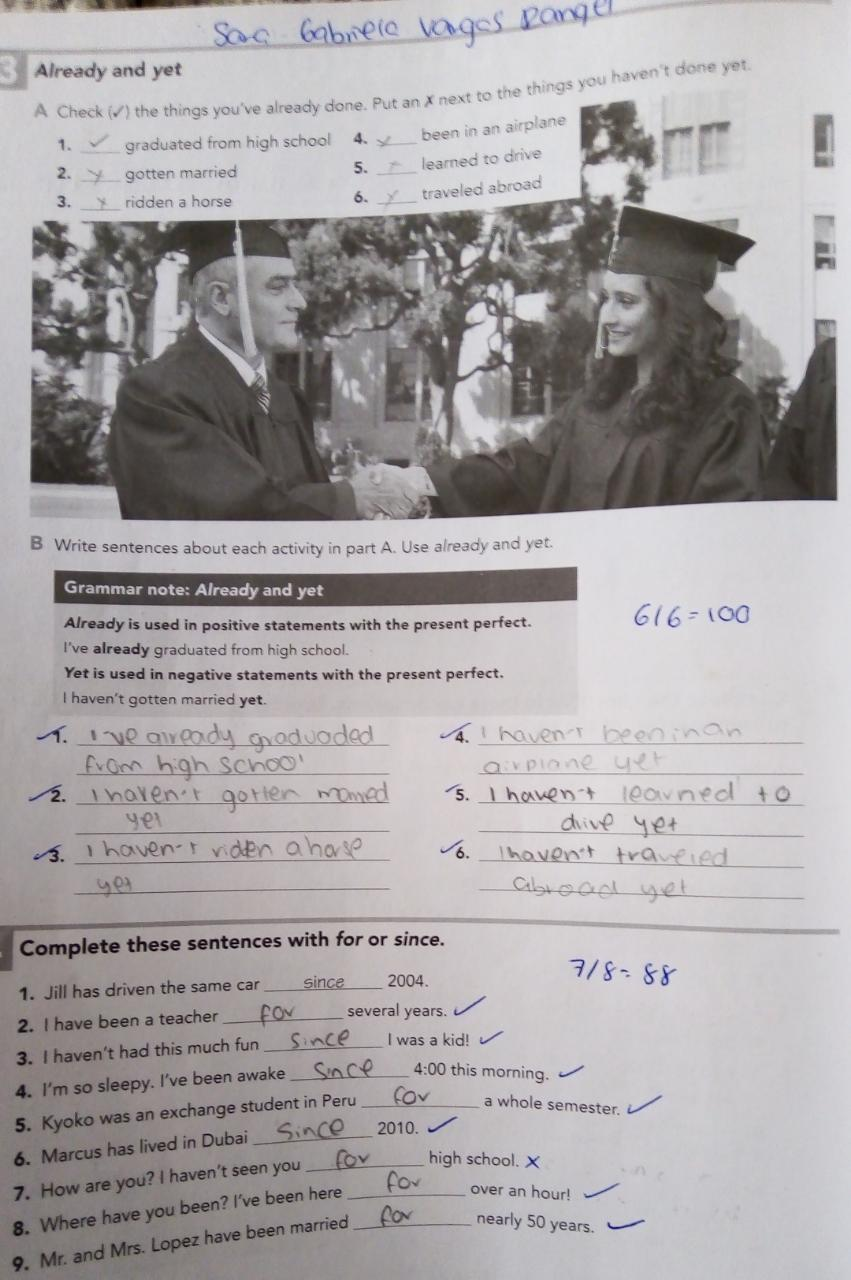 Sara Gabriela Vargas Rangel
3 Already and yet
A Check (✓) the things you've already done. Put an X next to the things you haven't done yet.
1. ✓ graduated from high school 4. x been in an airplane
2. x gotten married 5. learned to drive
3. x ridden a horse 6. x traveled abroad
B Write sentences about each activity in part A. Use already and yet.
Grammar note: Already and yet
Already is used in positive statements with the present perfect.
I've already graduated from high school.
Yet is used in negative statements with the present perfect.
I haven't gotten married yet.
6/6=100
1. I've already graduaded
from high school
2. I haven't gotten married
yet
3. I haven't riden a horse
yet
4. I haven't been in an
airplane yet
5. I haven't learned to
drive yet
6. I haven't traveled
abroad yet
Complete these sentences with for or since.
7/8=88
1. Jill has driven the same car since 2004.
2. I have been a teacher for several years. ✓
3. I haven't had this much fun since I was a kid! ✓
4. I'm so sleepy. I've been awake since 4:00 this morning. ✓
5. Kyoko was an exchange student in Peru for a whole semester. ✓
6. Marcus has lived in Dubai since 2010. ✓
7. How are you? I haven't seen you for high school. x
8. Where have you been? I've been here for over an hour! ✓
9. Mr. and Mrs. Lopez have been married for nearly 50 years. ✓